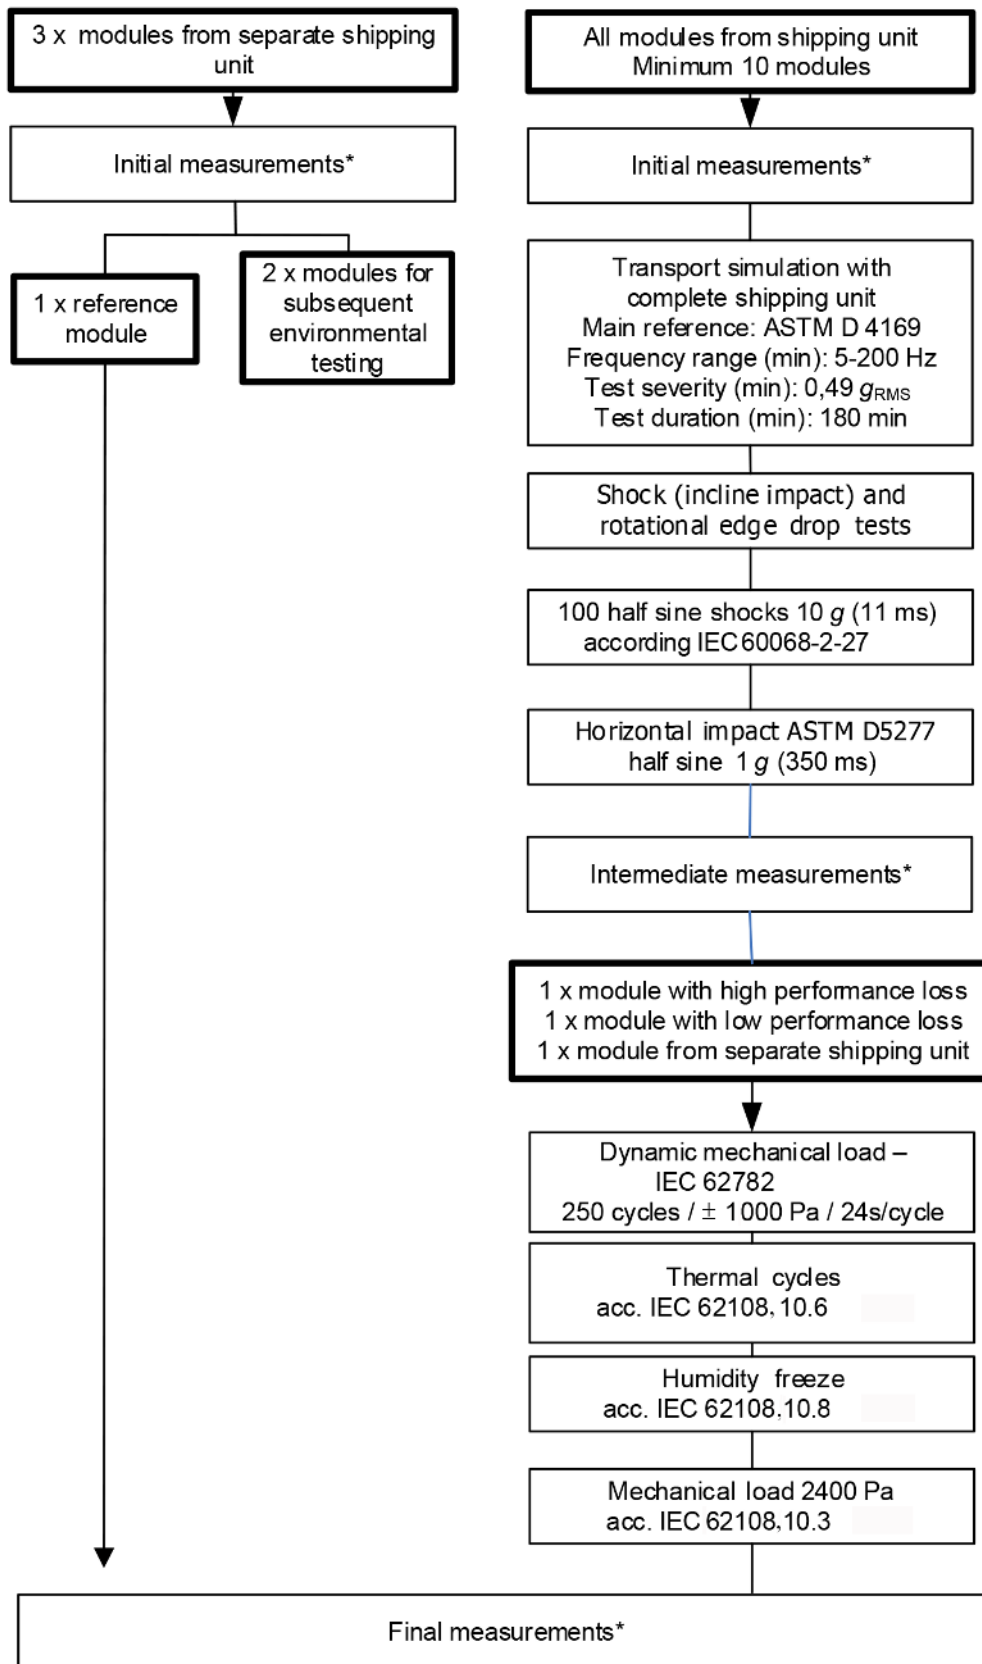 3 x modules from separate shipping
unit
Initial measurements*
1 x reference
module
2 x modules for
subsequent
environmental
testing
All modules from shipping unit
Minimum 10 modules
Initial measurements*
Transport simulation with
complete shipping unit
Main reference: ASTM D 4169
Frequency range (min): 5-200 Hz
Test severity (min): 0,49 gRMS
Test duration (min): 180 min
Shock (incline impact) and
rotational edge drop tests
100 half sine shocks 10 g (11 ms)
according IEC60068-2-27
Horizontal impact ASTM D5277
half sine 1 g (350 ms)
Intermediate measurements*
1 x module with high performance loss
1 x module with low performance loss
1 x module from separate shipping unit
Dynamic mechanical load –
IEC 62782
250 cycles / ± 1000 Pa / 24s/cycle
Thermal cycles
acc. IEC 62108,10.6
Humidity freeze
acc. IEC 62108,10.8
Mechanical load 2400 Pa
acc. IEC 62108,10.3
Final measurements*